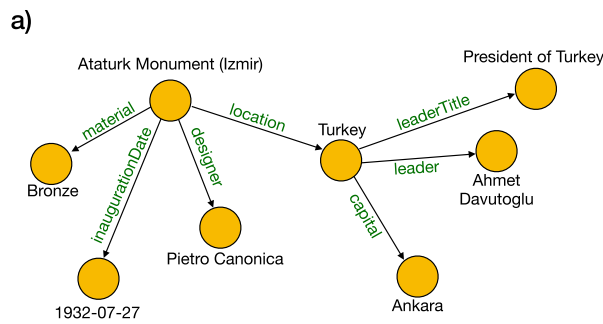 a)
President of Turkey
Ataturk Monument (Izmir)
material
inaugurationDate
designer
location
Turkey
leaderTitle
leader
capital
Bronze
Ahmet
Davutoglu
Pietro Canonica
1932-07-27
Ankara